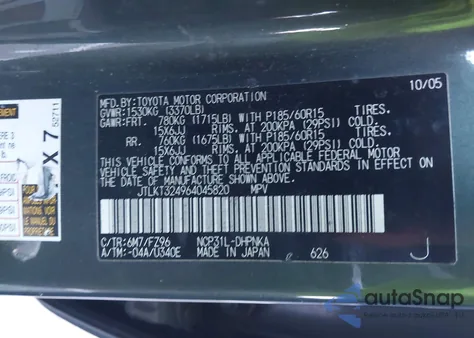 10/05
MFD.BY:TOYOTA MOTOR CORPORATION
GVWR:1530KG (3370LB)
GAWR:FRT. 780KG (1715LB) WITH P185/60R15 TIRES.
15X6JJ RIMS. AT 200KPA (29PSI) COLD.
RR. 760KG (1675LB) WITH P185/60R15 TIRES.
15X6JJ RIMS. AT 200KPA (29PSI) COLD.
THIS VEHICLE CONFORMS TO ALL APPLICABLE FEDERAL MOTOR
VEHICLE SAFETY AND THEFT PREVENTION STANDARDS IN
EFFECT ON THE DATE OF MANUFACTURE SHOWN ABOVE.
JTLKT324964045820 MPV
C/TR:6M7/FZ96 NCP31L-DHPNKA
A/TM:-04A/U340E MADE IN JAPAN 626 J
X7
52711
autoSnap